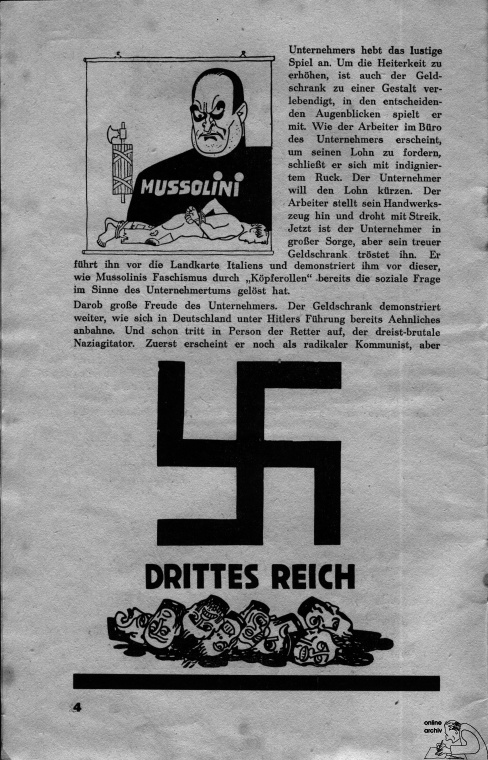 Unternehmers hebt das lustige
Spiel an. Um die Heiterkeit zu
erhöhen, ist auch der Geld-
schrank zu einer Gestalt ver-
lebendigt, in den entscheiden-
den Augenblicken spielt er
mit. Wie der Arbeiter im Büro
des Unternehmers erscheint,
um seinen Lohn zu fordern,
schließt er sich mit indignier-
tem Ruck. Der Unternehmer
will den Lohn kürzen. Der
Arbeiter stellt sein Handwerks-
zeug hin und droht mit Streik.
Jetzt ist der Unternehmer in
großer Sorge, aber sein treuer
Geldschrank tröstet ihn. Er
MUSSOLINI
führt ihn vor die Landkarte Italiens und demonstriert ihm vor dieser,
wie Mussolinis Faschismus durch „Köpferollen“ bereits die soziale Frage
im Sinne des Unternehmertums gelöst hat.
Darob große Freude des Unternehmers. Der Geldschrank demonstriert
weiter, wie sich in Deutschland unter Hitlers Führung bereits Aehnliches
anbahne. Und schon tritt in Person der Retter auf, der dreist-brutale
Naziagitator. Zuerst erscheint er noch als radikaler Kommunist, aber
DRITTES REICH
4
online
archiv